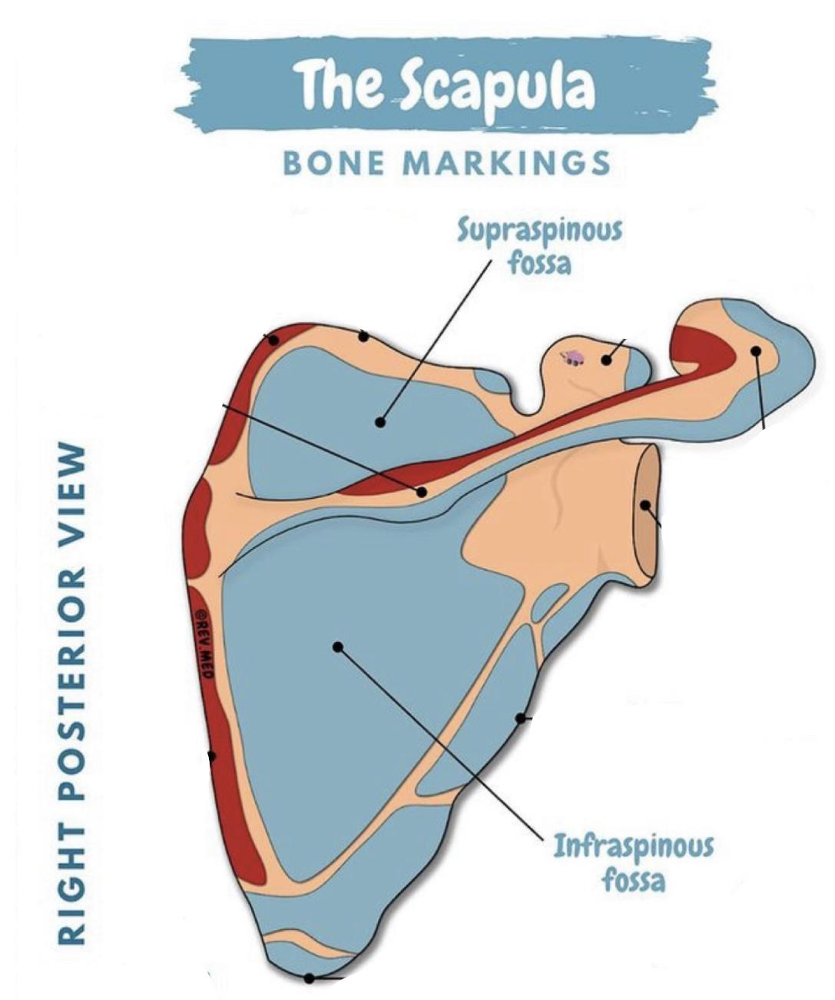 The Scapula
BONE MARKINGS
Supraspinous
fossa
RIGHT POSTERIOR VIEW
©REV.MED
Infraspinous
fossa